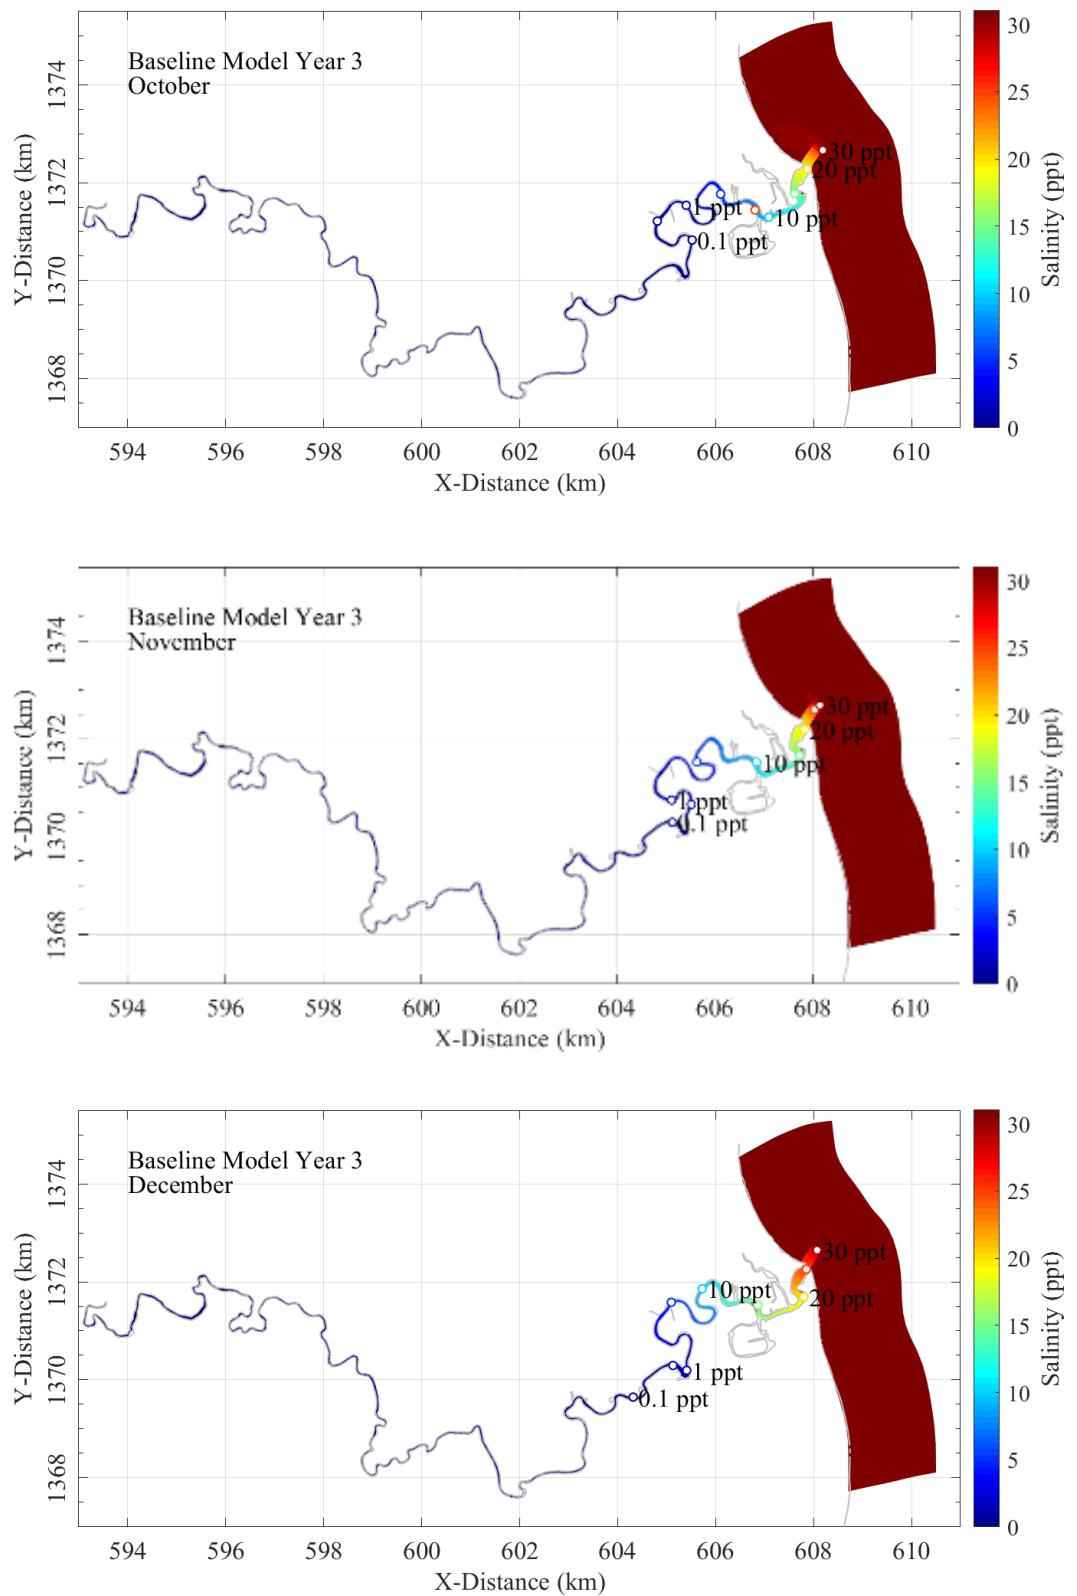 Baseline Model Year 3
October
1374
1372
1370
1368
Y-Distance (km)
30 ppt
20 ppt
1 ppt
10 ppt
0.1 ppt
594 596 598 600 602 604 606 608 610
X-Distance (km)
30
25
20
15
10
5
0
Salinity (ppt)
Baseline Model Year 3
November
1374
1372
1370
1368
Y-Distance (km)
30 ppt
20 ppt
10 ppt
1 ppt
0.1 ppt
594 596 598 600 602 604 606 608 610
X-Distance (km)
30
25
20
15
10
5
0
Salinity (ppt)
Baseline Model Year 3
December
1374
1372
1370
1368
Y-Distance (km)
30 ppt
10 ppt
20 ppt
1 ppt
0.1 ppt
594 596 598 600 602 604 606 608 610
X-Distance (km)
30
25
20
15
10
5
0
Salinity (ppt)